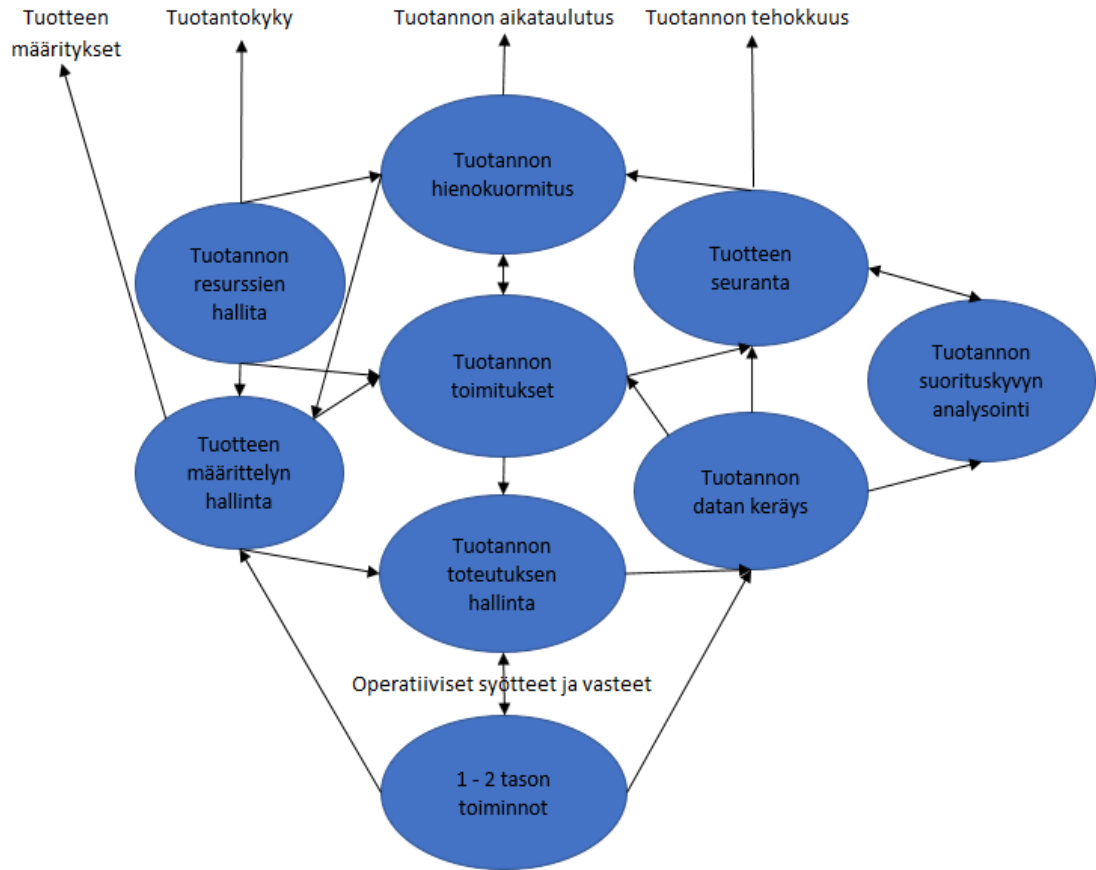 Tuotteen
määritykset
Tuotantokyky
Tuotannon aikataulutus
Tuotannon tehokkuus
Tuotannon
hienokuormitus
Tuotannon
resurssien
hallita
Tuotteen
seuranta
Tuotannon
toimitukset
Tuotannon
suorituskyvyn
analysointi
Tuotteen
määrittelyn
hallinta
Tuotannon
datan keräys
Tuotannon
toteutuksen
hallinta
Operatiiviset syötteet ja vasteet
1 - 2 tason
toiminnot